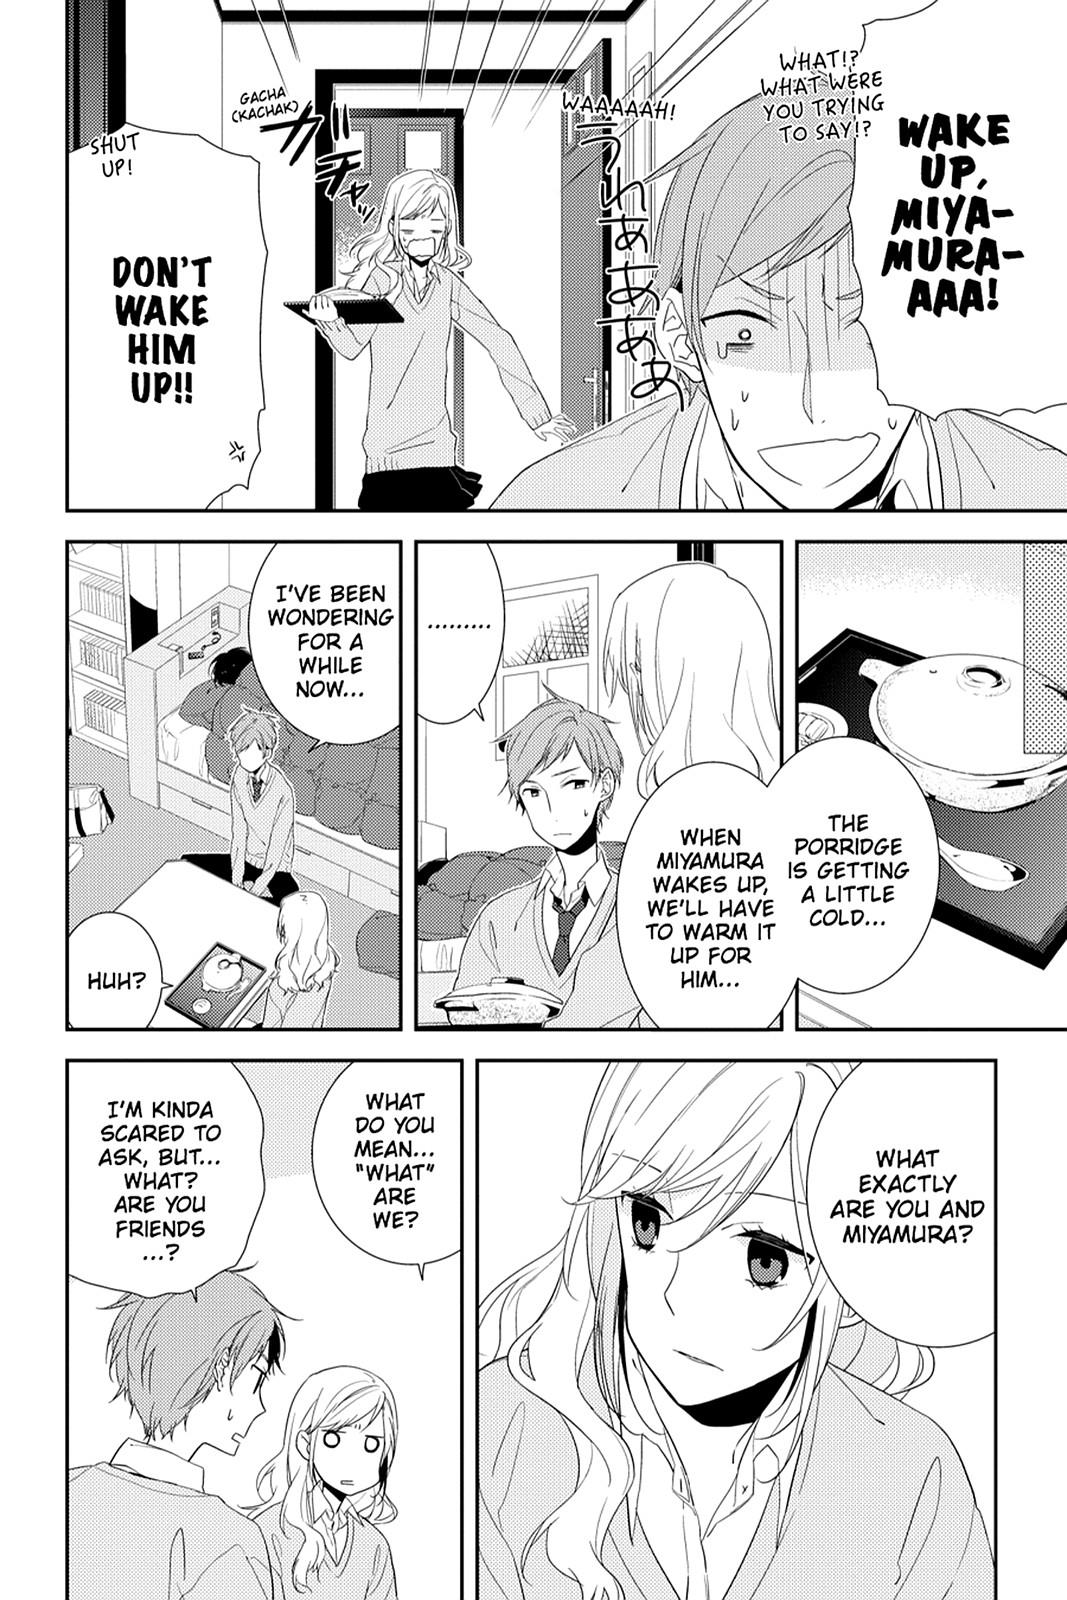 WAKE
UP,
MIYA-
MURA-
AAA!
WHAT!?
WHAT WERE
YOU TRYING
TO SAY!?
WAAAAAH!
うわあああああ
GACHA
(KACHAK)
ガチャッ
SHUT
UP!
DON'T
WAKE
HIM
UP!!
THE
PORRIDGE
IS GETTING
A LITTLE
COLD...
WHEN
MIYAMURA
WAKES UP,
WE'LL HAVE
TO WARM IT
UP FOR
HIM...
.........
I'VE BEEN
WONDERING
FOR A
WHILE
NOW...
HUH?
WHAT
EXACTLY
ARE YOU AND
MIYAMURA?
WHAT
DO YOU
MEAN...
"WHAT"
ARE
WE?
I'M KINDA
SCARED TO
ASK, BUT...
WHAT?
ARE YOU
FRIENDS
...?